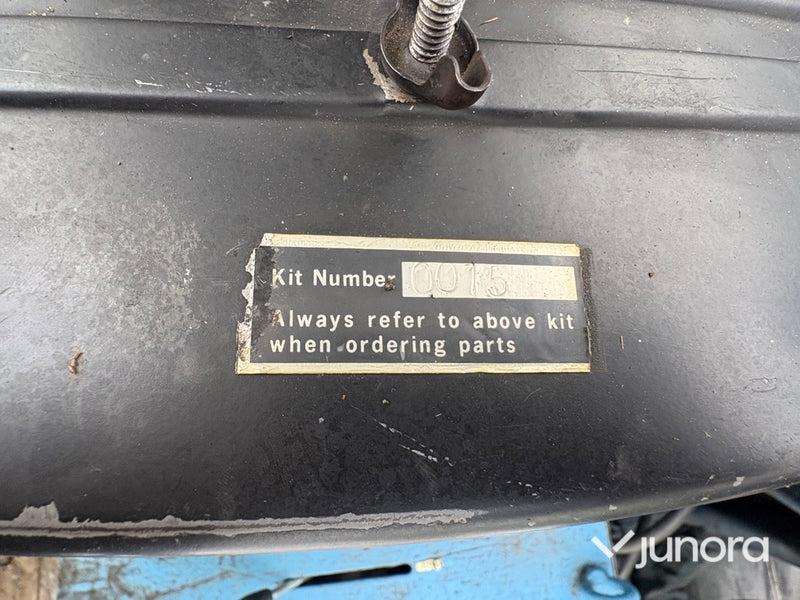 Kit Number 0015
Always refer to above kit
when ordering parts
junora